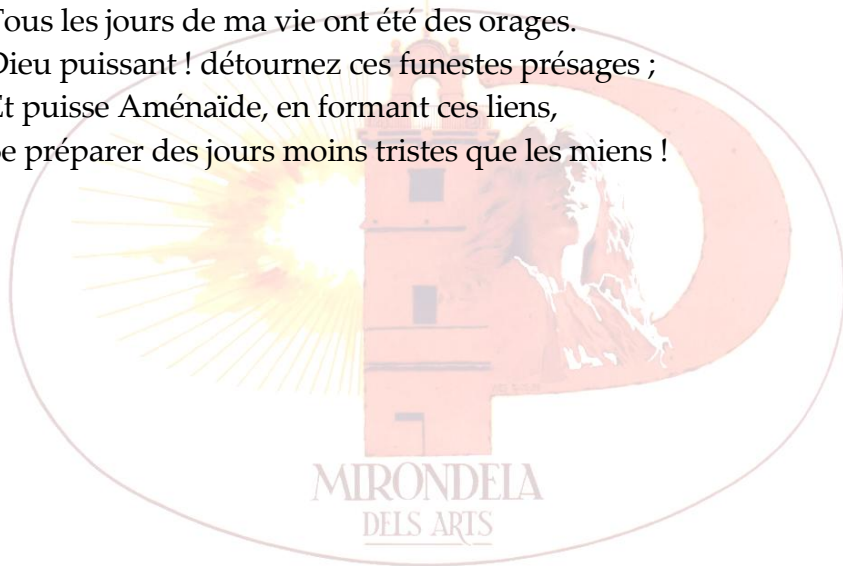 Tous les jours de ma vie ont été des orages.
Dieu puissant ! détournez ces funestes présages ;
Et puisse Aménaïde, en formant ces liens,
Se préparer des jours moins tristes que les miens !
MIRONDELA
DELS ARTS